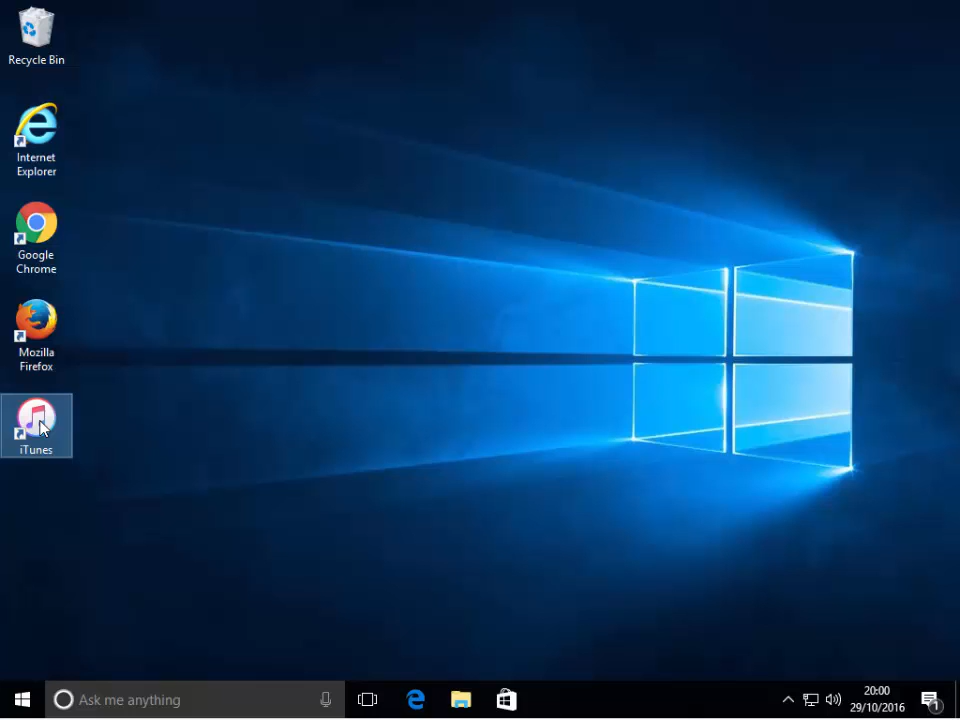 Recycle Bin
Internet
Explorer
Google
Chrome
Mozilla
Firefox
iTunes
Ask me anything
20:00
29/10/2016
1